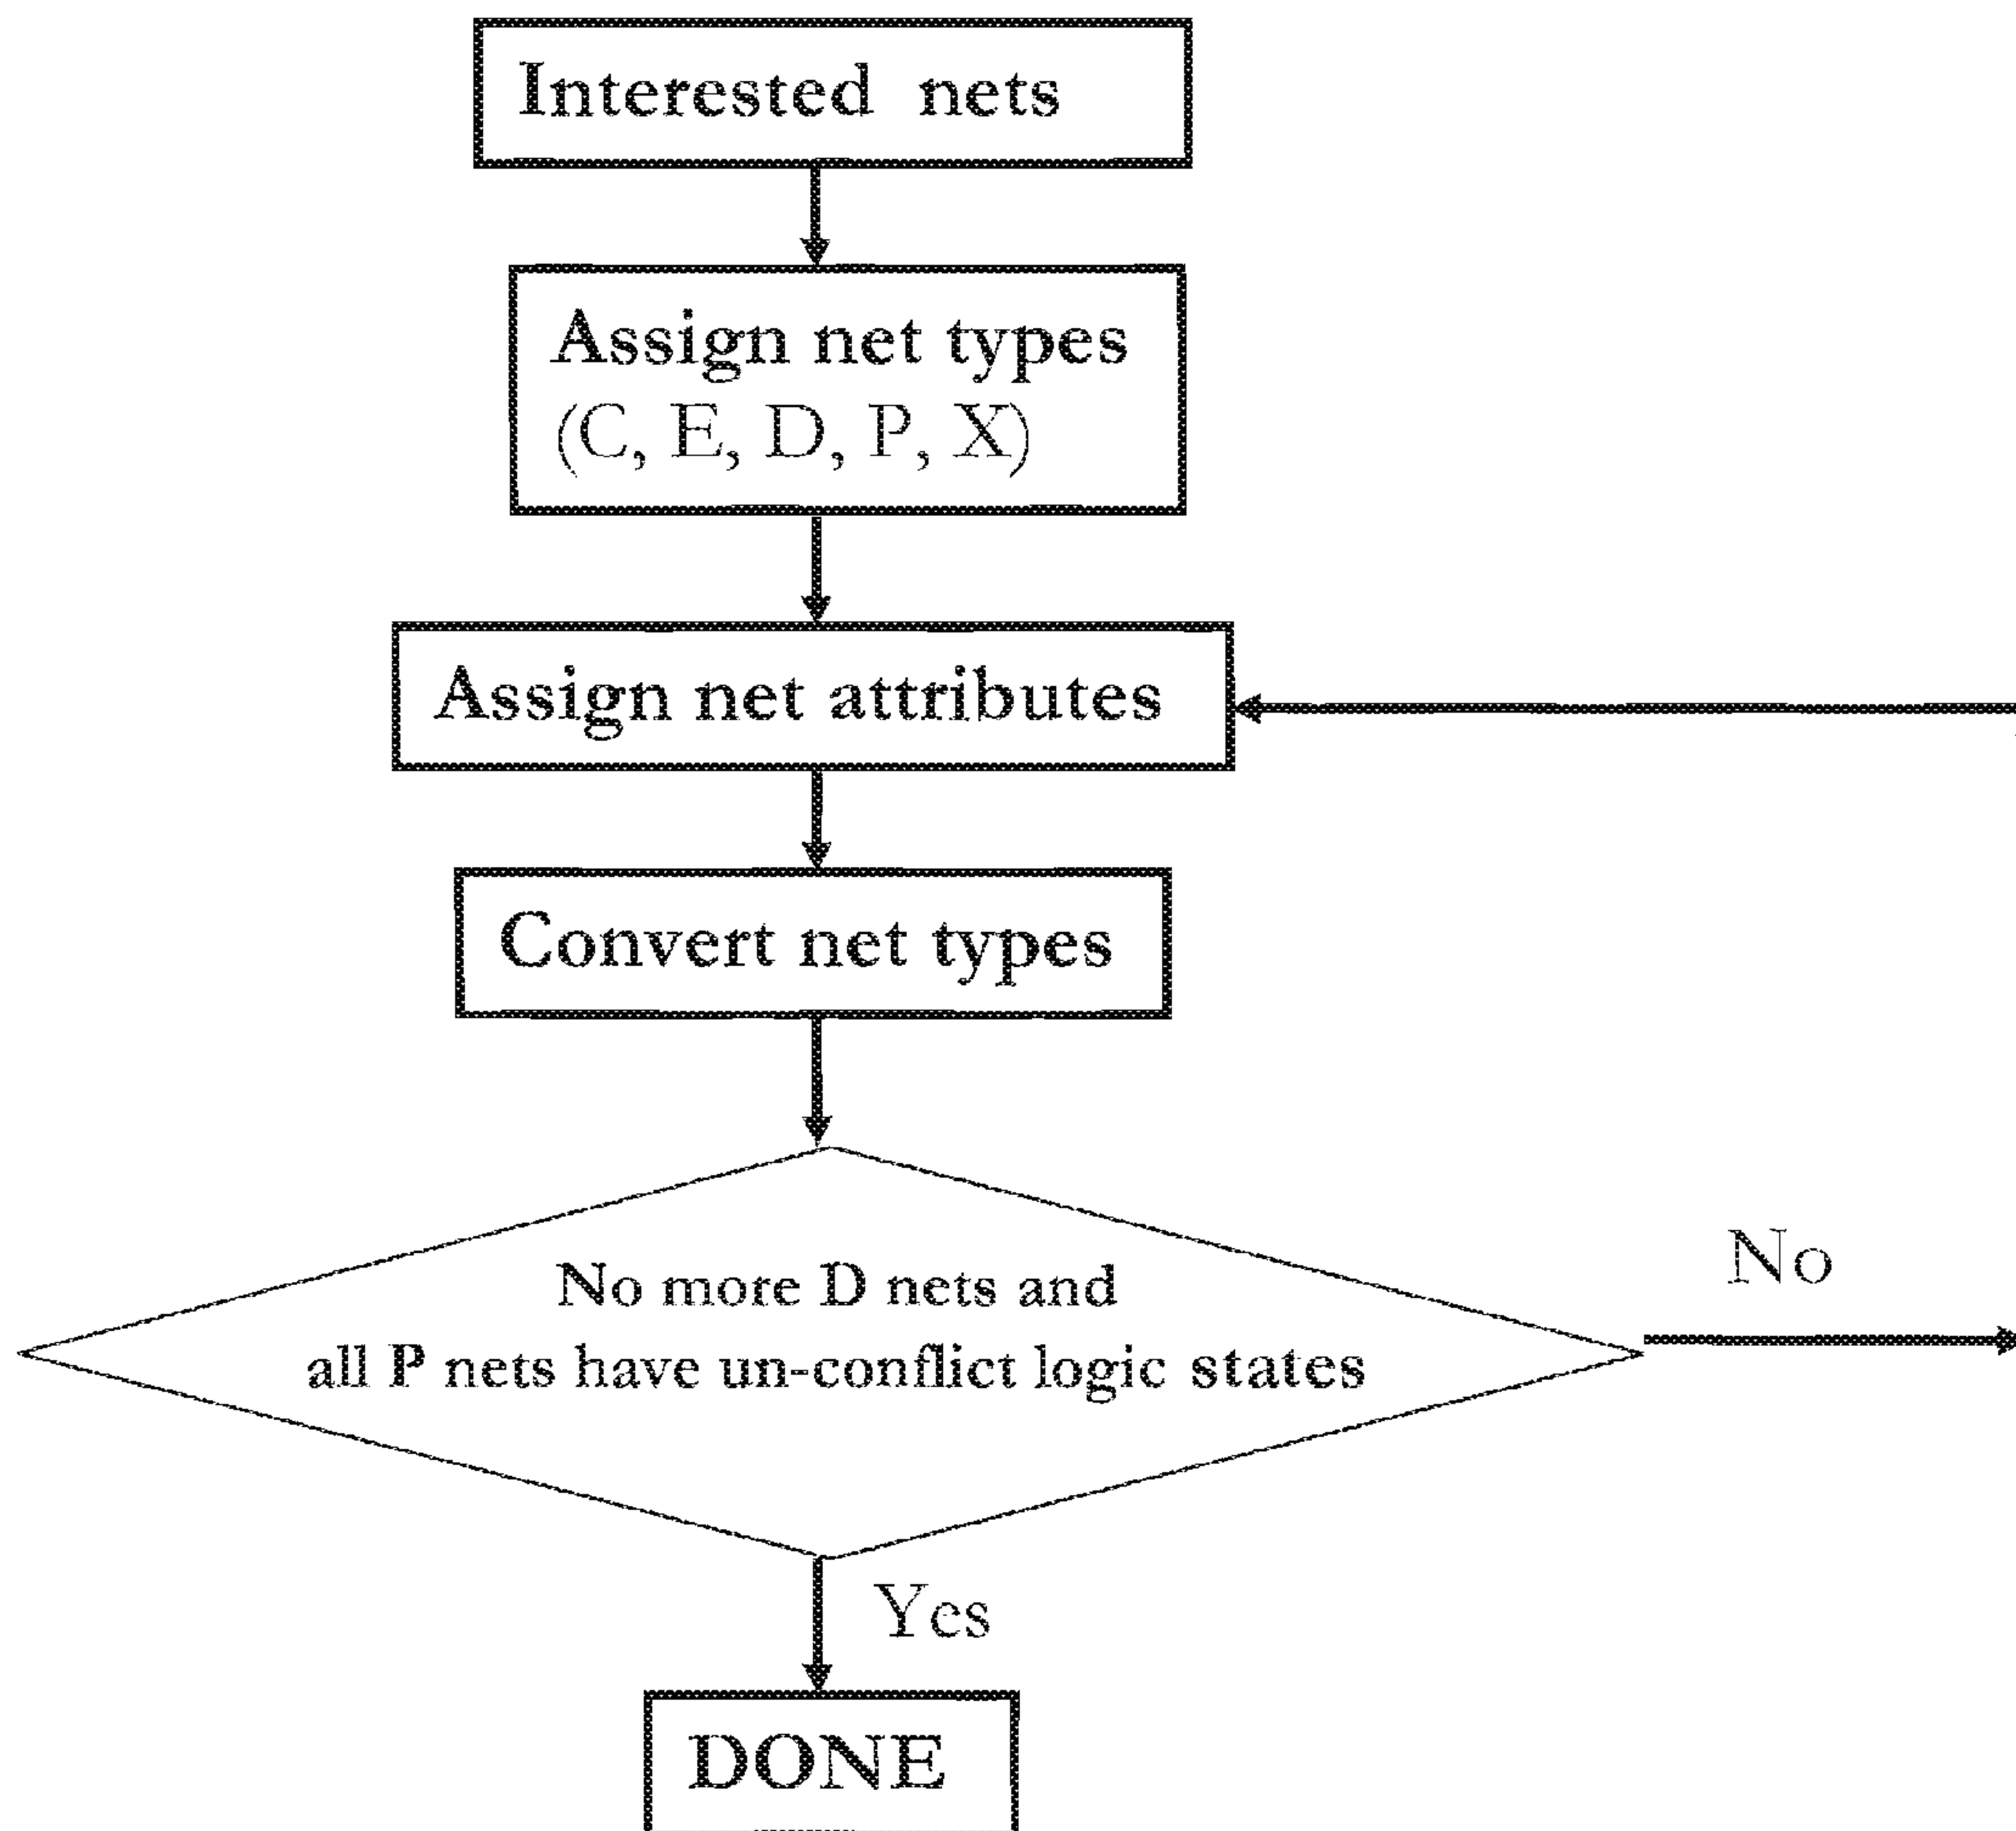 Interested nets
Assign net types
(C, E, D, P, X)
Assign net attributes
Convert net types
No more D nets and
all P nets have un-conflict logic states
No
Yes
DONE